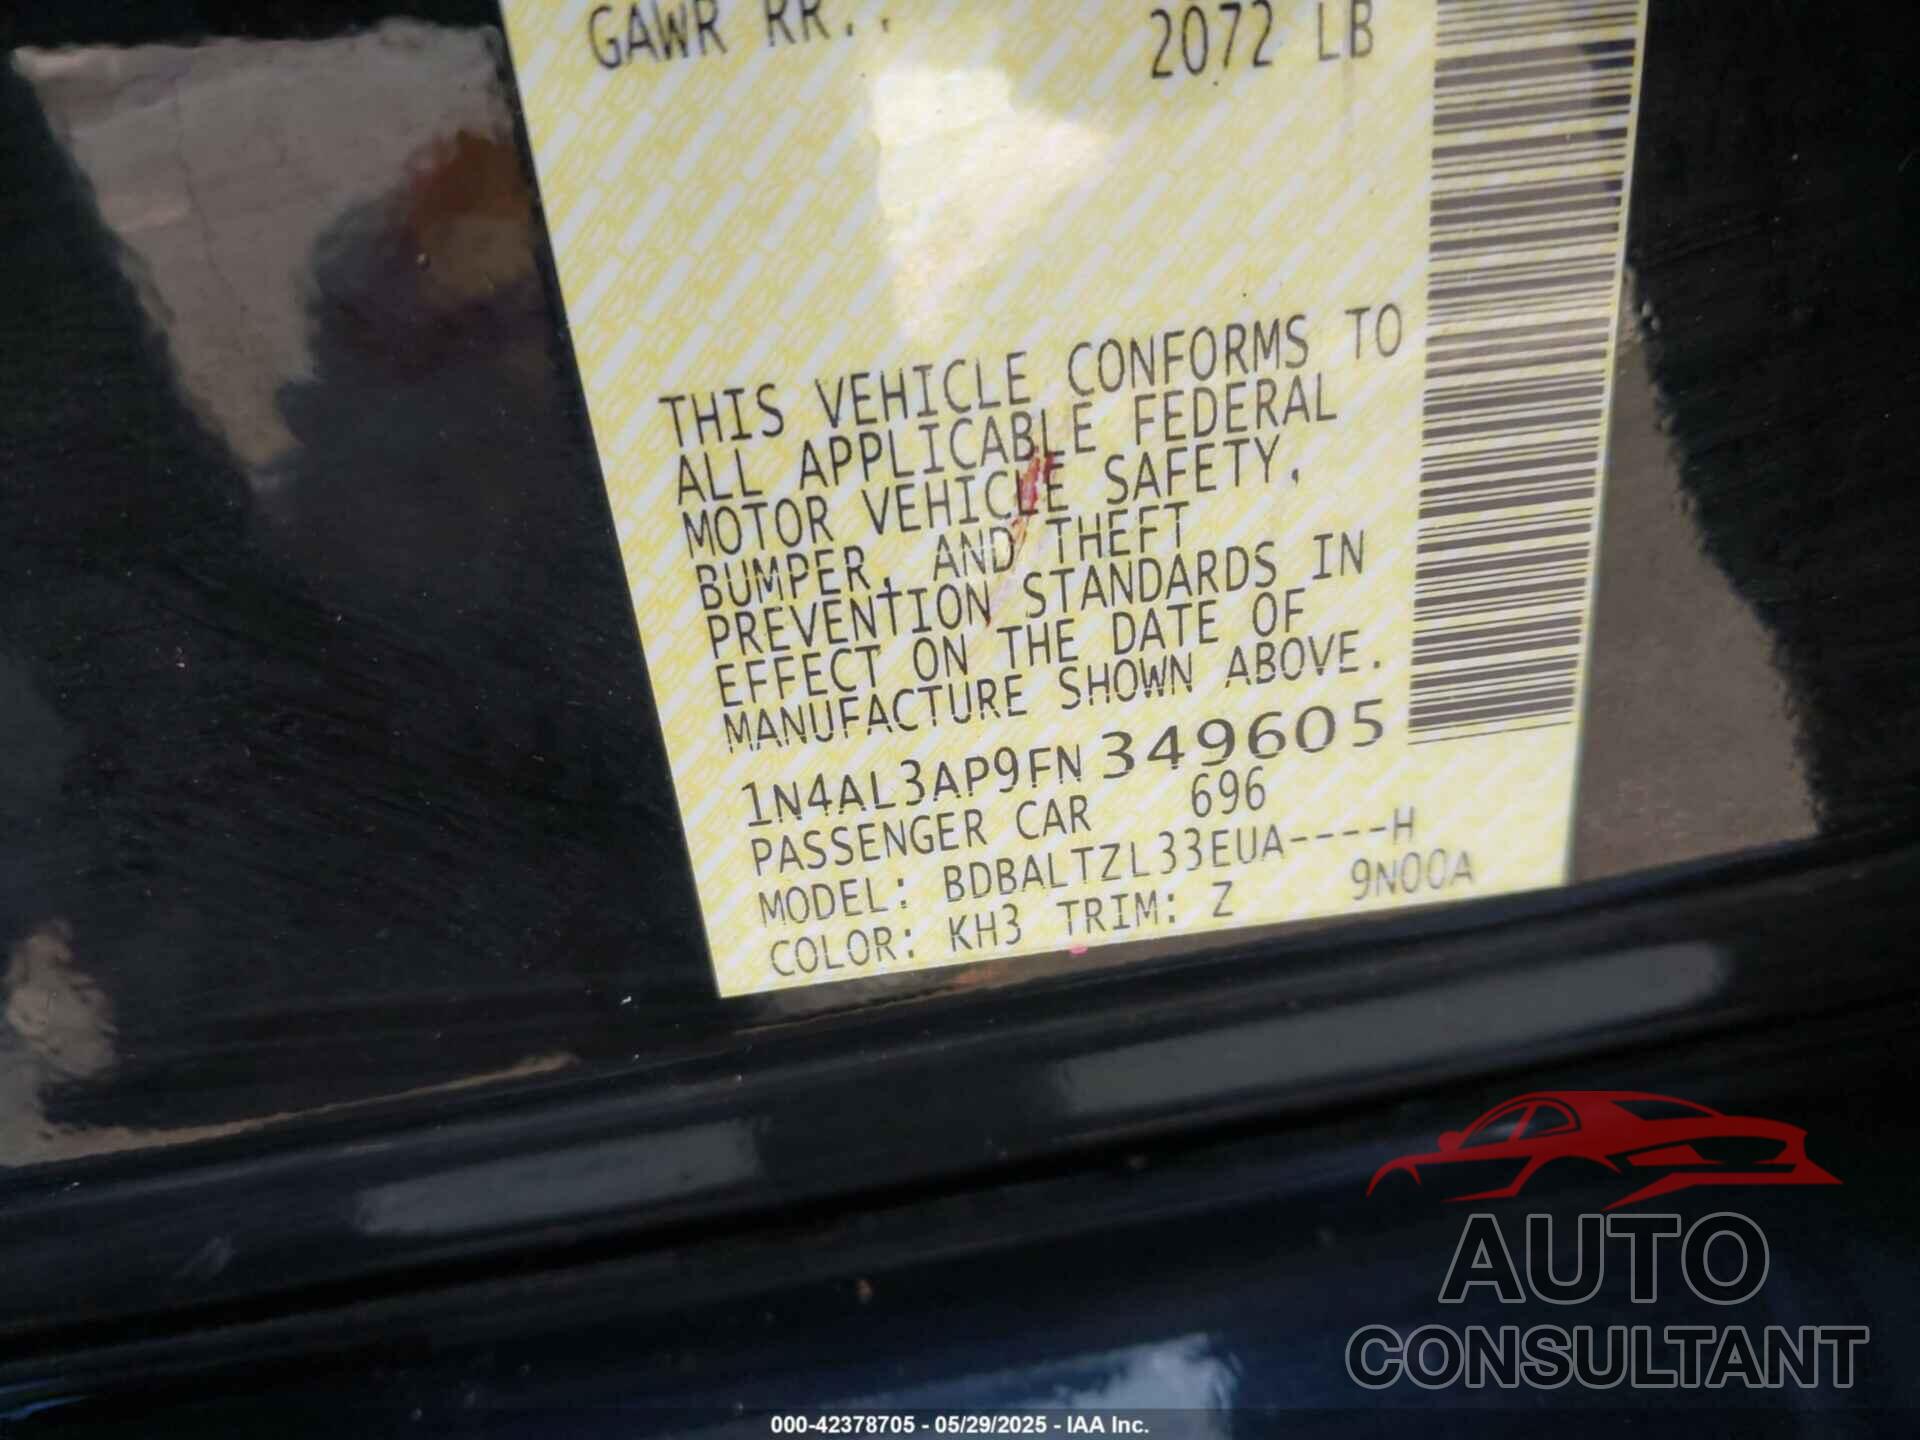 GAWR RR.:
2072 LB
THIS VEHICLE CONFORMS TO
ALL APPLICABLE FEDERAL
MOTOR VEHICLE SAFETY,
BUMPER, AND THEFT
PREVENTION STANDARDS IN
EFFECT ON THE DATE OF
MANUFACTURE SHOWN ABOVE.
1N4AL3AP9FN 349605
PASSENGER CAR 696
MODEL: BDBALTZL33EUA----H
COLOR: KH3 TRIM: Z 9N00A
AUTO
CONSULTANT
000-42378705 - 05/29/2025 - IAA Inc.